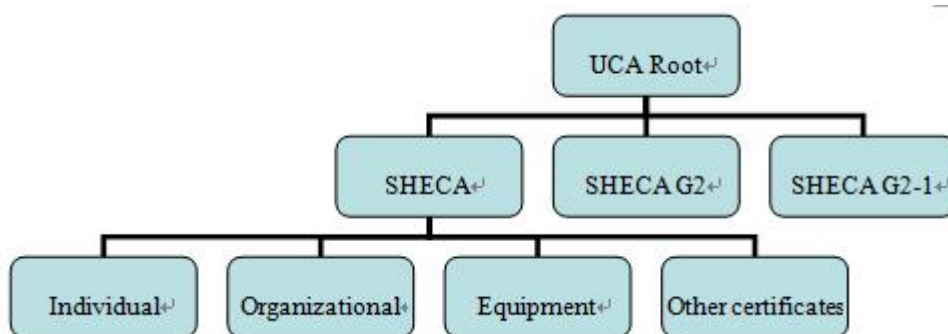 UCA Root
SHECA
SHECA G2
SHECA G2-1
Individual
Organizational
Equipment
Other certificates